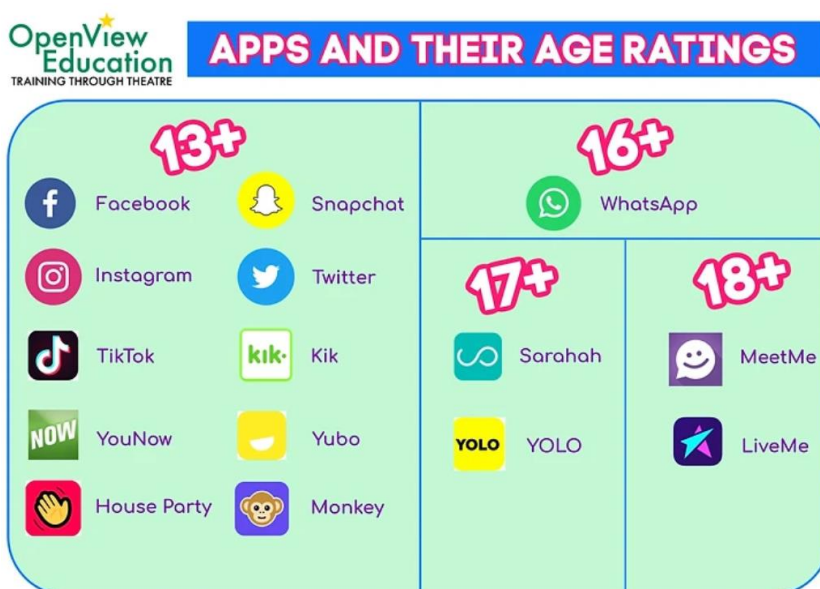 OpenView
Education
TRAINING THROUGH THEATRE
APPS AND THEIR AGE RATINGS
13+
Facebook
Snapchat
Instagram
Twitter
TikTok
kik.
Kik
NOW
YouNow
Yubo
House Party
Monkey
16+
WhatsApp
17+
Sarahah
YOLO
YOLO
18+
MeetMe
LiveMe